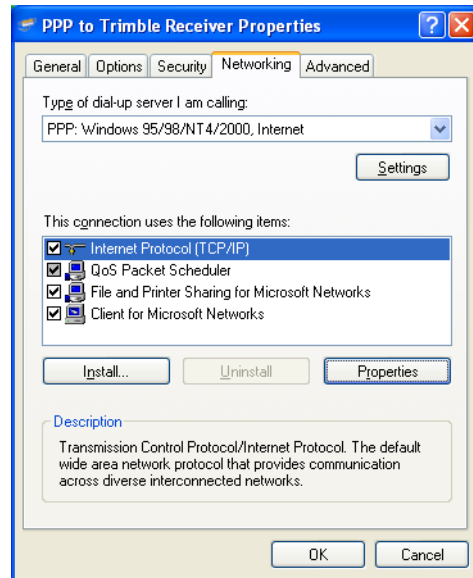 PPP to Trimble Receiver Properties
General Options Security Networking Advanced
Type of dial-up server I am calling:
PPP: Windows 95/98/NT4/2000, Internet
Settings
This connection uses the following items:
Internet Protocol (TCP/IP)
QoS Packet Scheduler
File and Printer Sharing for Microsoft Networks
Client for Microsoft Networks
Install... Uninstall Properties
Description
Transmission Control Protocol/Internet Protocol. The default
wide area network protocol that provides communication
across diverse interconnected networks.
OK Cancel